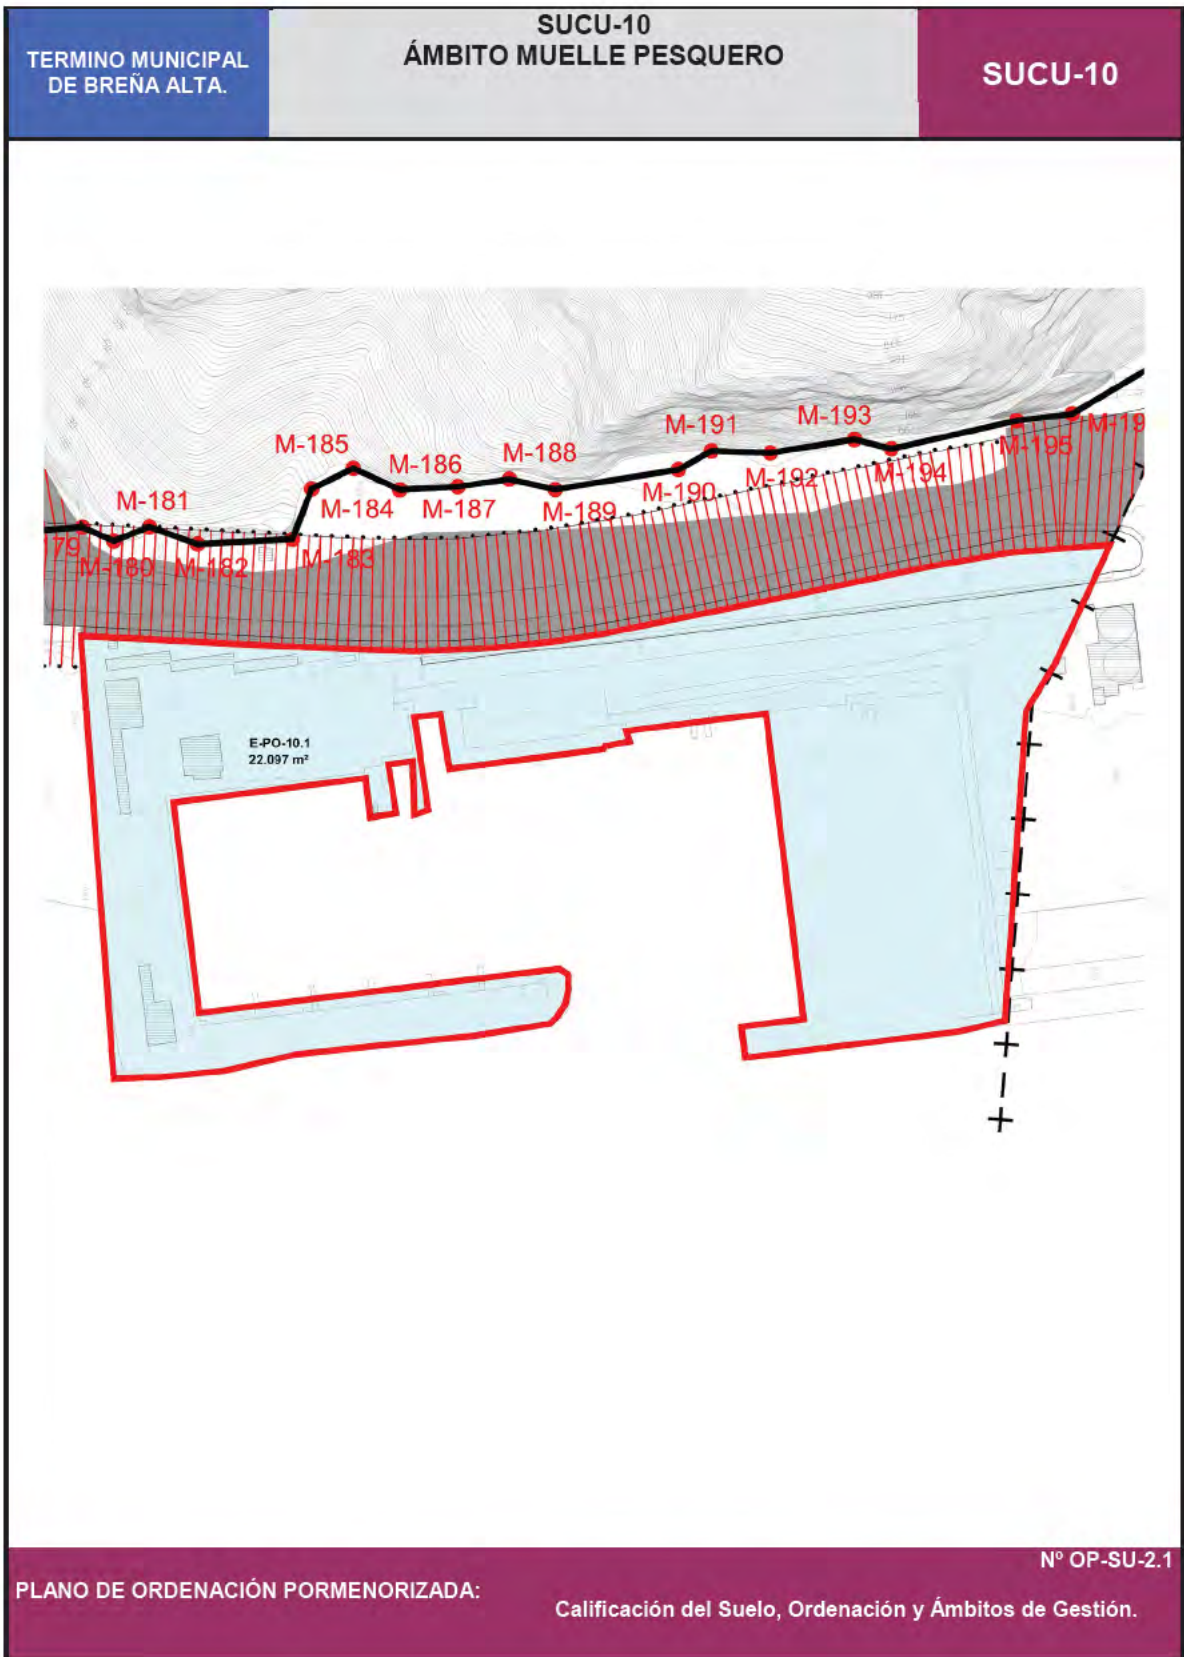 TERMINO MUNICIPAL
DE BREÑA ALTA.
SUCU-10
ÁMBITO MUELLE PESQUERO
SUCU-10
M-193
M-191
M-19
M-195
M-185
M-188
M-186
M-194
M-192
M-190
M-181
M-184
M-187
M-189
179
M-180
M-182
M-183
E-PO-10.1
22.097 m²
Nº OP-SU-2.1
PLANO DE ORDENACIÓN PORMENORIZADA:
Calificación del Suelo, Ordenación y Ámbitos de Gestión.